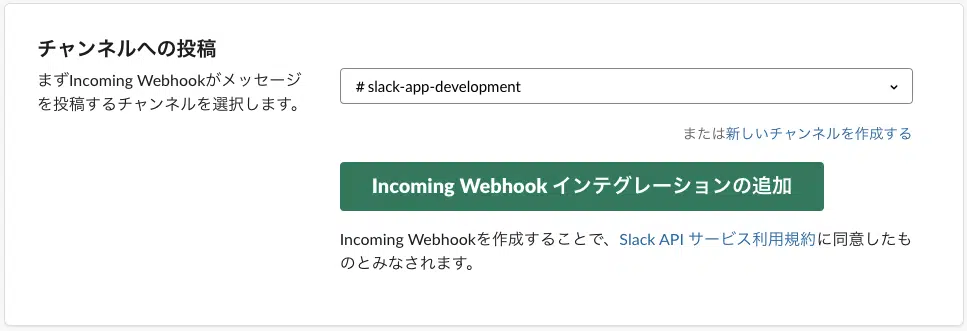 チャンネルへの投稿
まずIncoming Webhookがメッセージ
を投稿するチャンネルを選択します。
# slack-app-development
または新しいチャンネルを作成する
Incoming Webhook インテグレーションの追加
Incoming Webhookを作成することで、Slack API サービス利用規約に同意したも
のとみなされます。